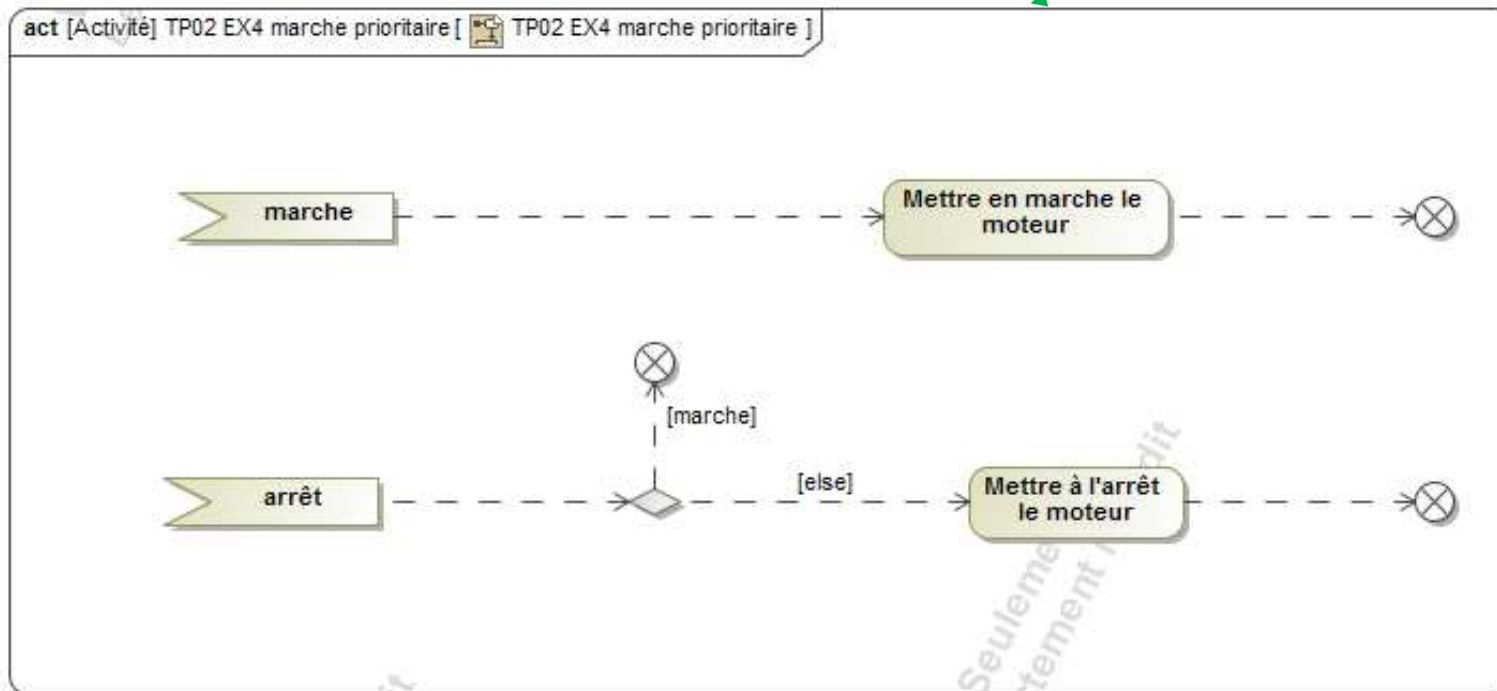 act [Activité] TP02 EX4 marche prioritaire [ TP02 EX4 marche prioritaire ]
marche
Mettre en marche le
moteur
[marche]
arrêt
[else]
Mettre à l'arrêt
le moteur